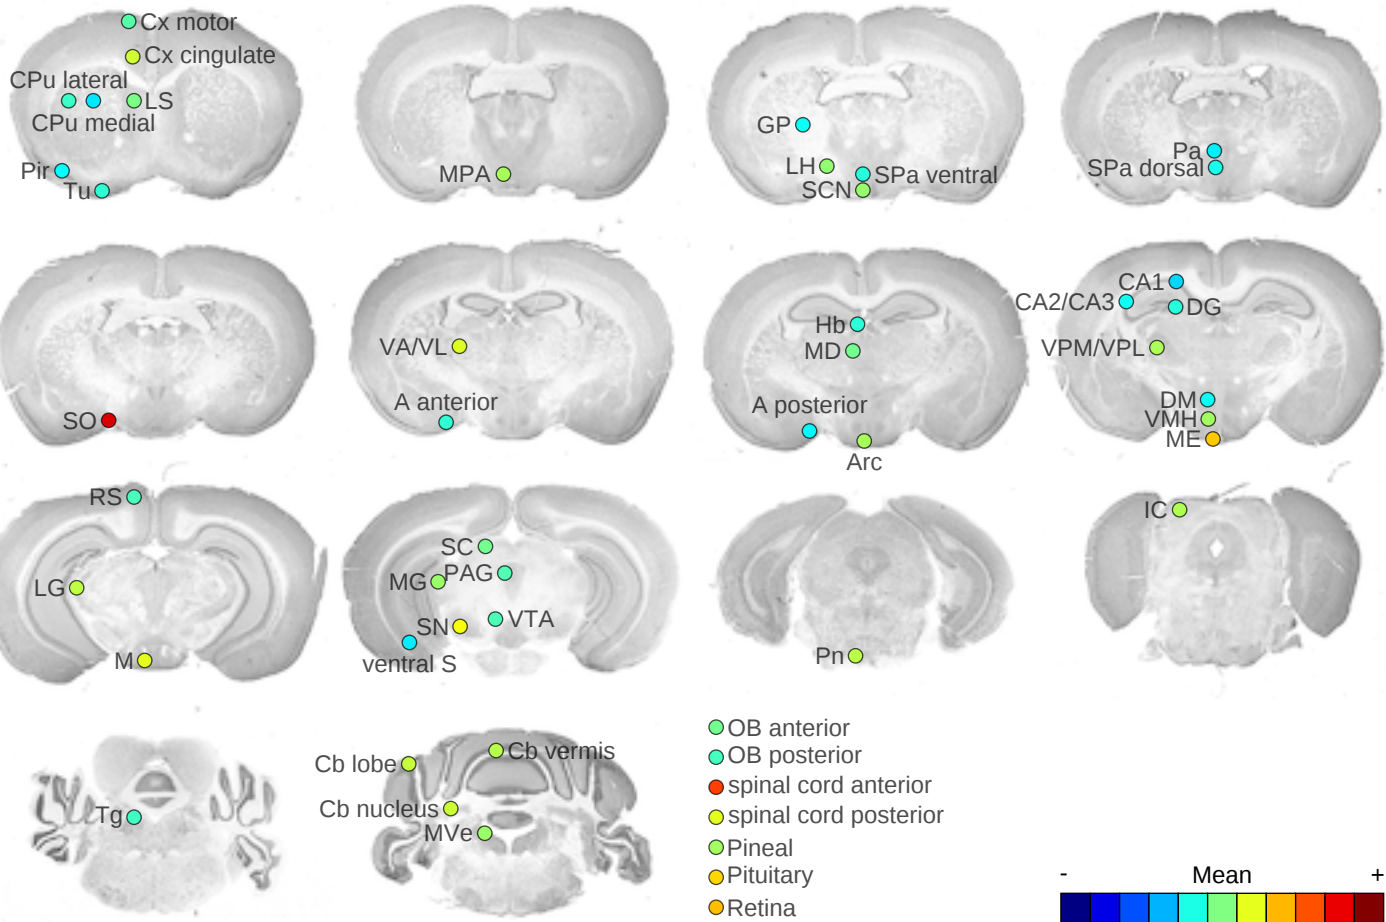 Cx motor
Cx cingulate
CPu lateral
LS
CPu medial
Pir
Tu
MPA
GP
LH
SPa ventral
SCN
Pa
SPa dorsal
SO
VA/VL
A anterior
Hb
MD
A posterior
Arc
CA1
CA2/CA3
DG
VPM/VPL
DM
VMH
ME
RS
LG
M
SC
PAG
MG
VTA
SN
ventral S
Pn
IC
Tg
Cb vermis
Cb lobe
Cb nucleus
MVe
OB anterior
OB posterior
spinal cord anterior
spinal cord posterior
Pineal
Pituitary
Retina
- Mean +